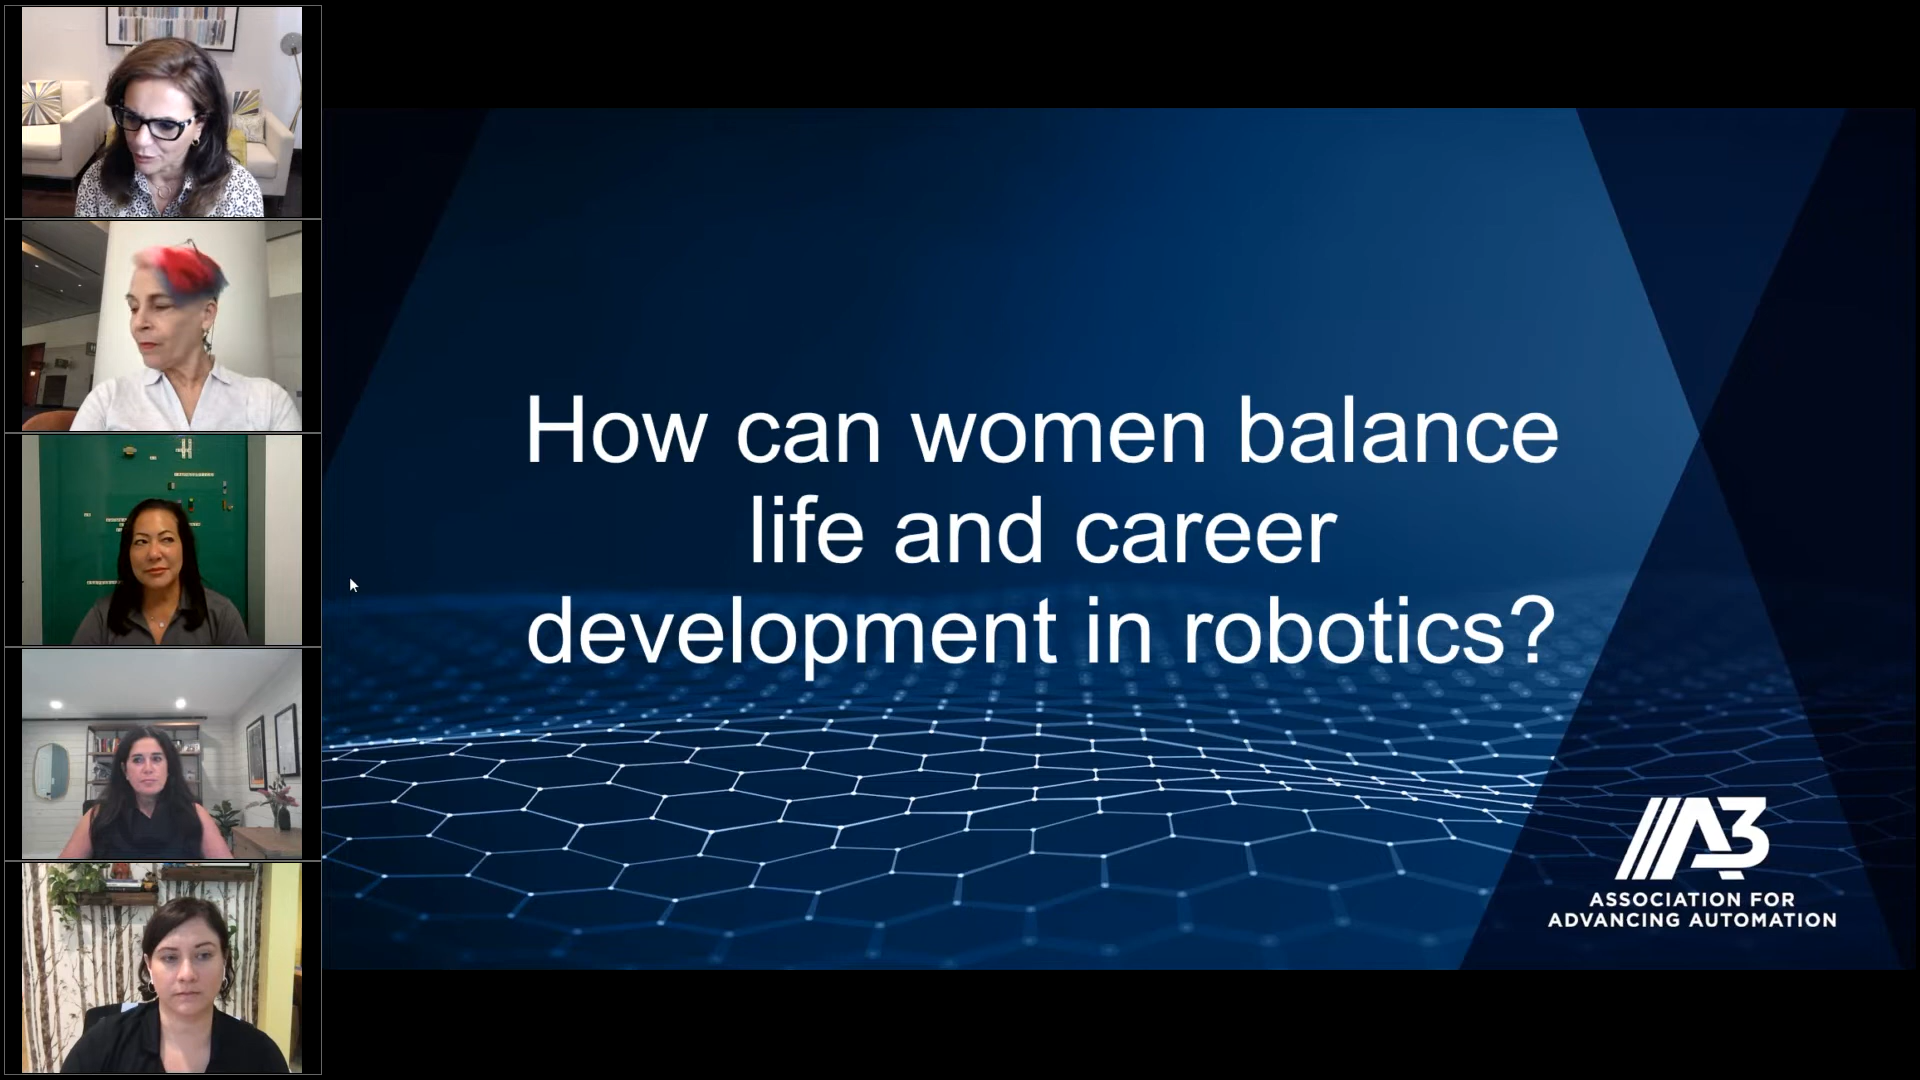 How can women balance
life and career
development in robotics?
A3
ASSOCIATION FOR
ADVANCING AUTOMATION